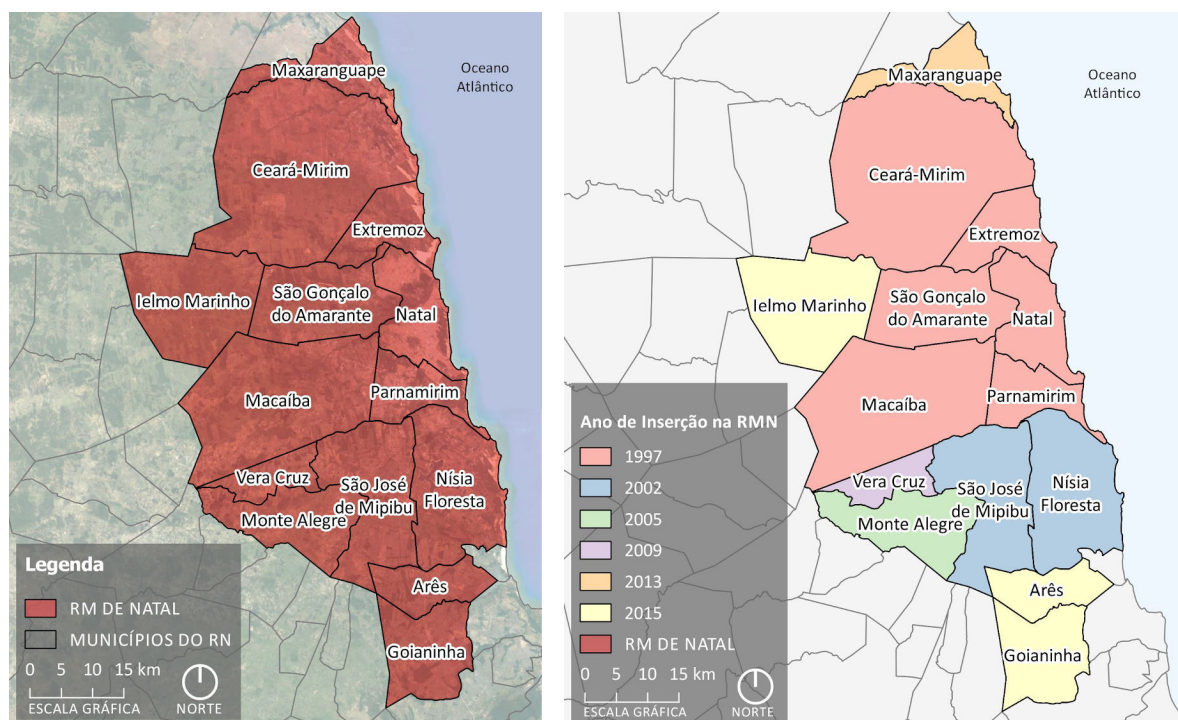 Oceano
Atlântico
Maxaranguape
Ceará-Mirim
Extremoz
Ielmo Marinho
São Gonçalo
do Amarante
Natal
Macaíba
Parnamirim
Vera Cruz
São José
de Mipibu
Nísia
Floresta
Monte Alegre
Arês
Goianinha
Legenda
RM DE NATAL
MUNICÍPIOS DO RN
0 5 10 15 km
ESCALA GRÁFICA
NORTE
Oceano
Atlântico
Maxaranguape
Ceará-Mirim
Extremoz
Ielmo Marinho
São Gonçalo
do Amarante
Natal
Macaíba
Parnamirim
Vera Cruz
São José
de Mipibu
Nísia
Floresta
Monte Alegre
Arês
Goianinha
Ano de Inserção na RMN
1997
2002
2005
2009
2013
2015
RM DE NATAL
0 5 10 15 km
ESCALA GRÁFICA
NORTE